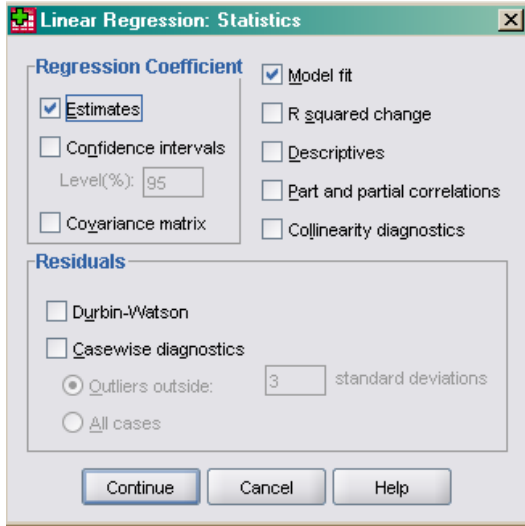 Linear Regression: Statistics
Regression Coefficient
Estimates
Confidence intervals
Level(%): 95
Covariance matrix
Model fit
R squared change
Descriptives
Part and partial correlations
Collinearity diagnostics
Residuals
Durbin-Watson
Casewise diagnostics
Outliers outside: 3 standard deviations
All cases
Continue Cancel Help